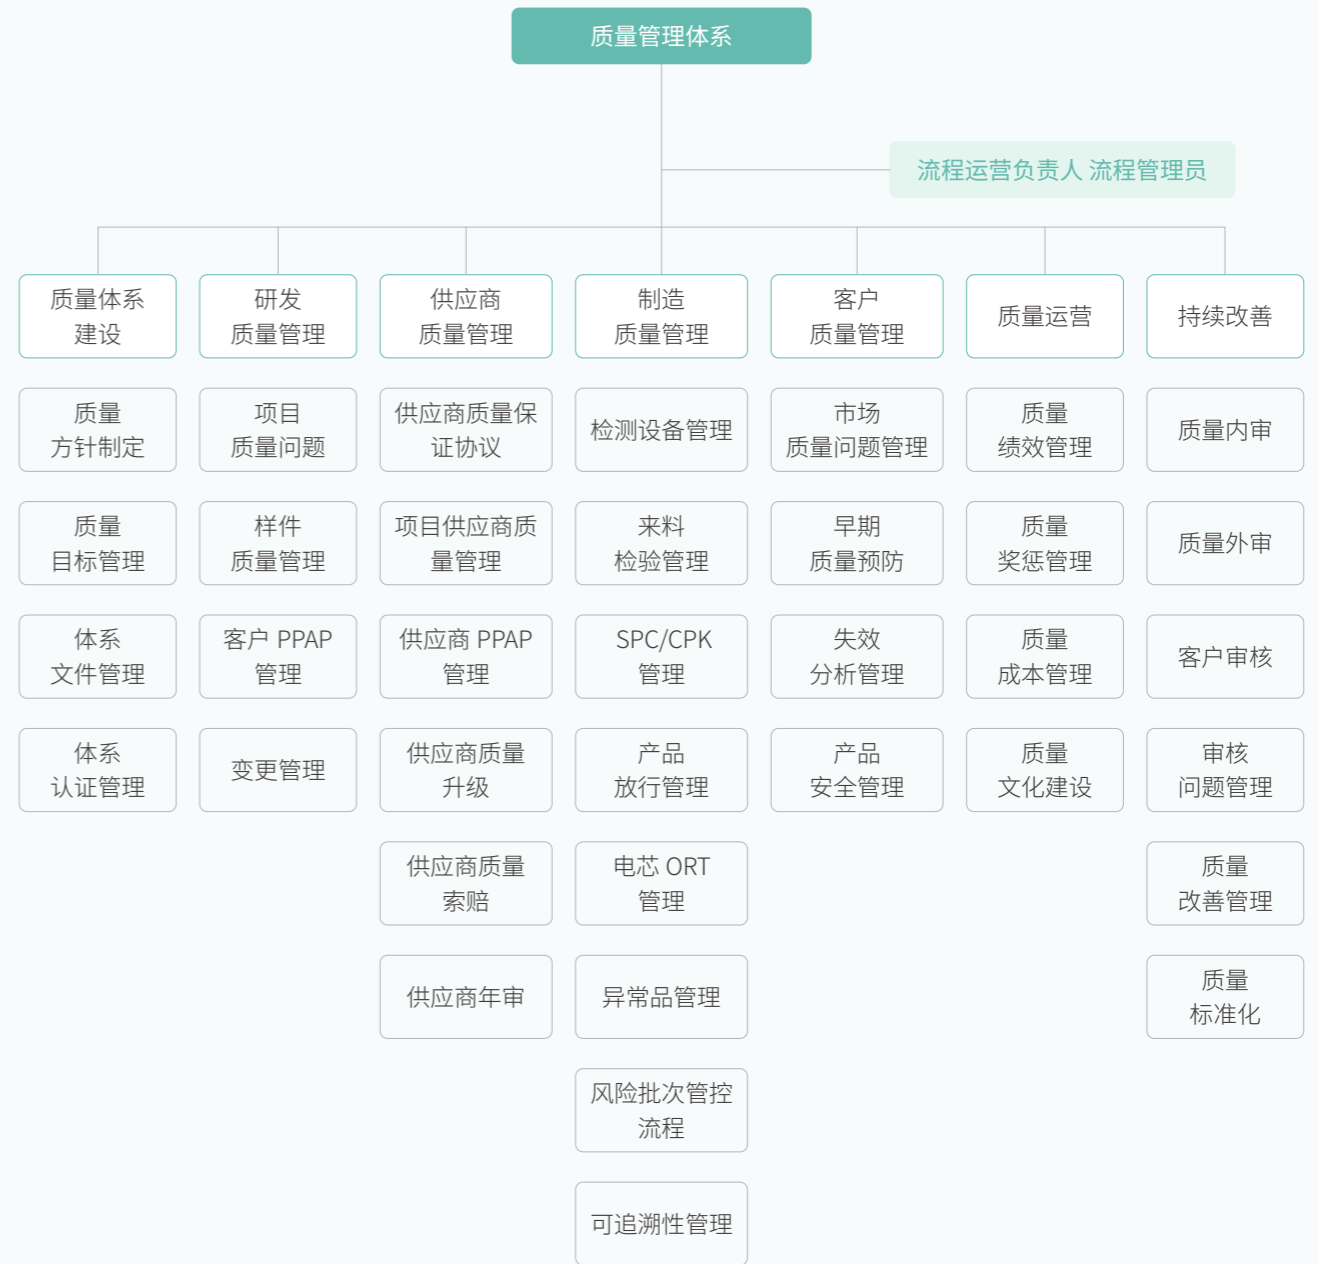 质量管理体系
流程运营负责人 流程管理员
质量体系
建设
研发
质量管理
供应商
质量管理
制造
质量管理
客户
质量管理
质量运营
持续改善
质量
方针制定
项目
质量问题
供应商质量保
证协议
检测设备管理
市场
质量问题管理
质量
绩效管理
质量内审
质量
目标管理
样件
质量管理
项目供应商质
量管理
来料
检验管理
早期
质量预防
质量
奖惩管理
质量外审
体系
文件管理
客户 PPAP
管理
供应商 PPAP
管理
SPC/CPK
管理
失效
分析管理
质量
成本管理
客户审核
体系
认证管理
变更管理
供应商质量
升级
产品
放行管理
产品
安全管理
质量
文化建设
审核
问题管理
供应商质量
索赔
电芯 ORT
管理
质量
改善管理
供应商年审
异常品管理
质量
标准化
风险批次管控
流程
可追溯性管理